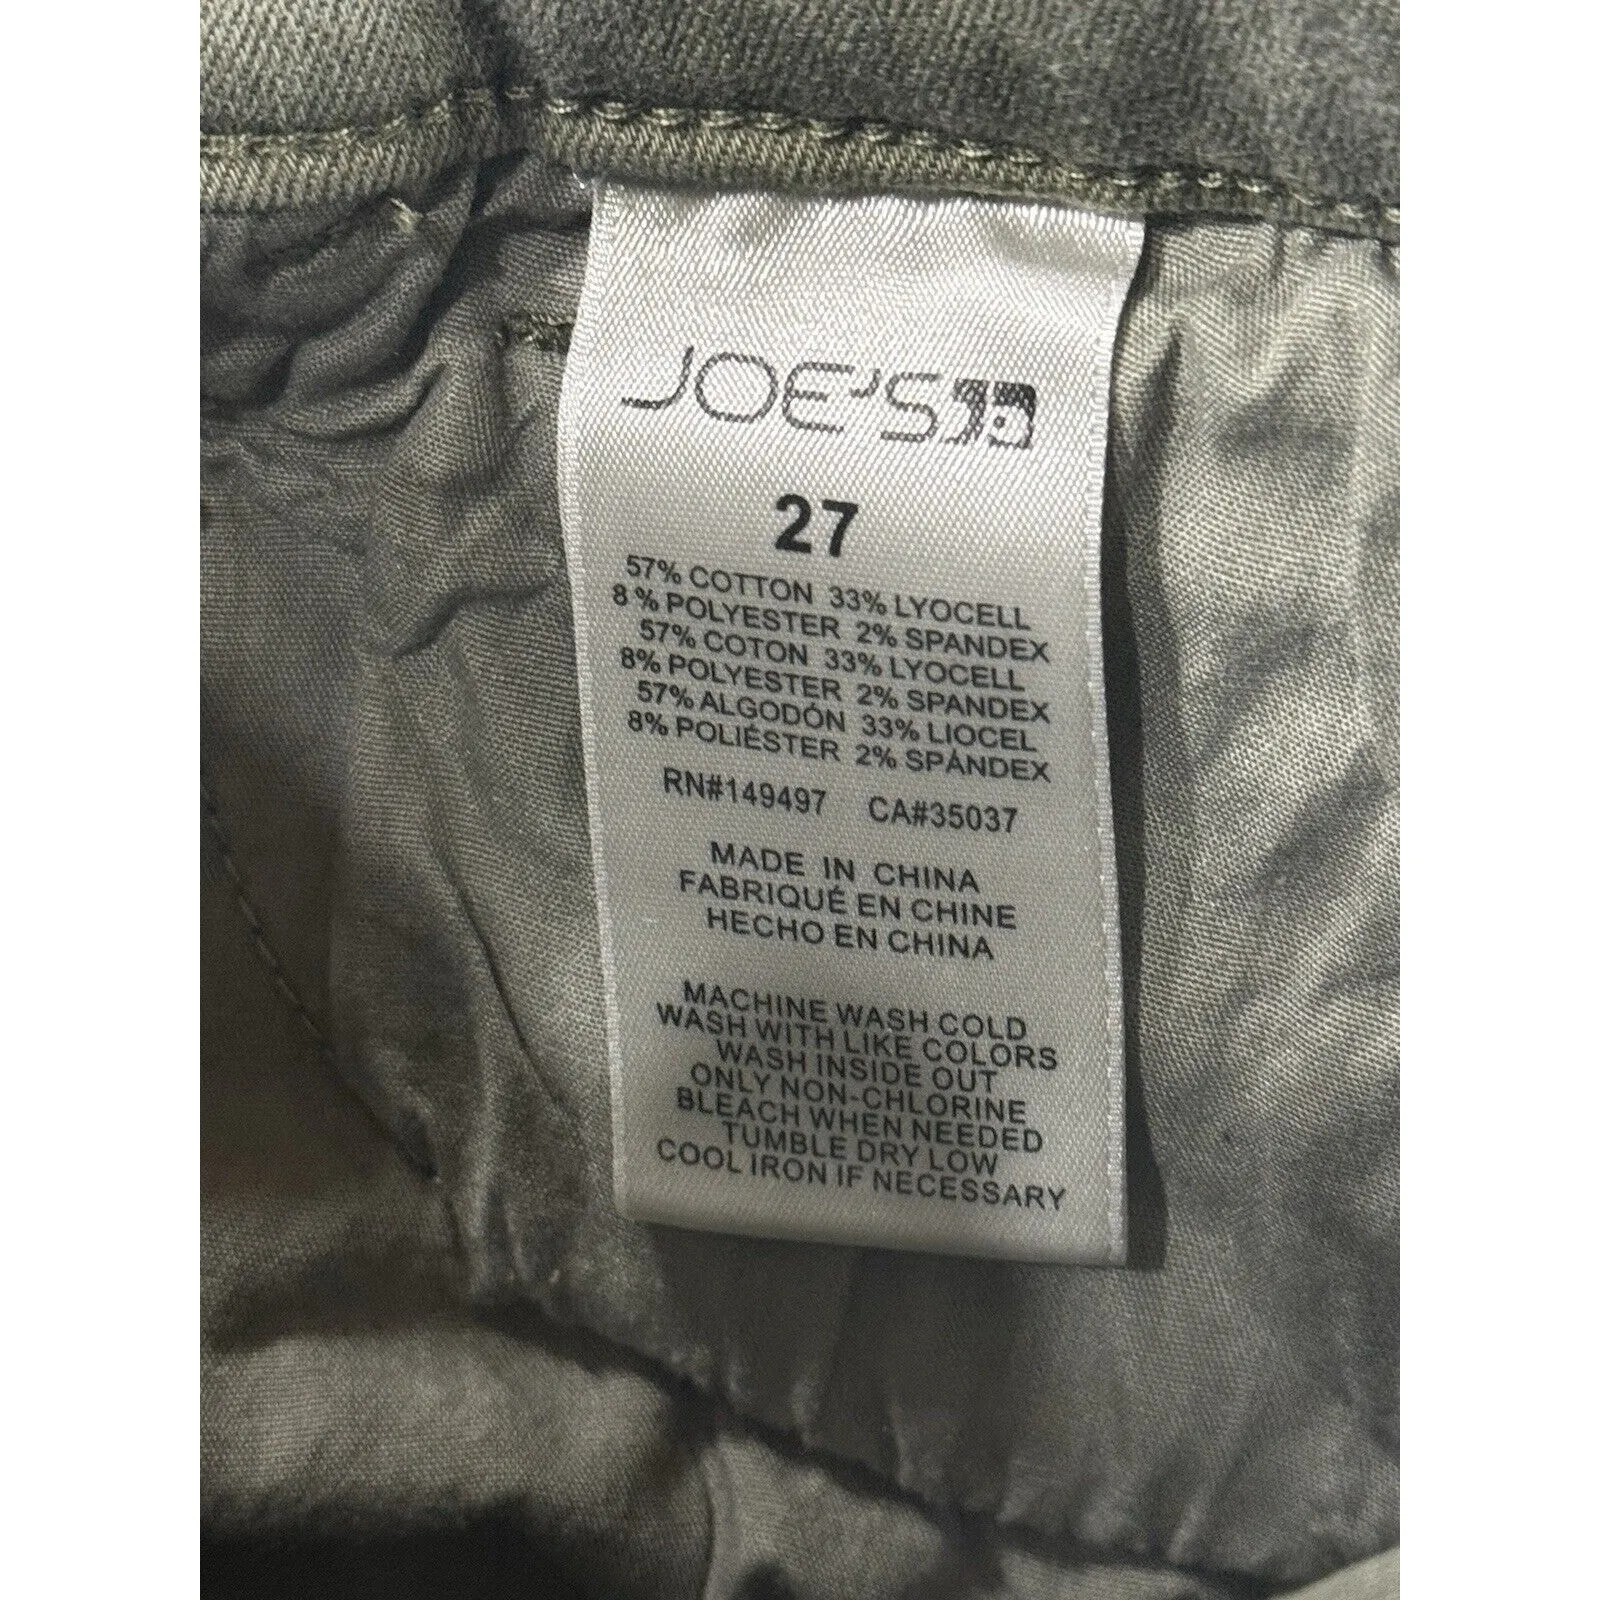 JOE'S
27
57% COTTON 33% LYOCELL
8% POLYESTER 2% SPANDEX
57% COTON 33% LYOCELL
8% POLYESTER 2% SPANDEX
57% ALGODÓN 33% LIOCEL
8% POLIÉSTER 2% SPÁNDEX
RN#149497 CA#35037
MADE IN CHINA
FABRIQUÉ EN CHINE
HECHO EN CHINA
MACHINE WASH COLD
WASH WITH LIKE COLORS
WASH INSIDE OUT
ONLY NON-CHLORINE
BLEACH WHEN NEEDED
TUMBLE DRY LOW
COOL IRON IF NECESSARY